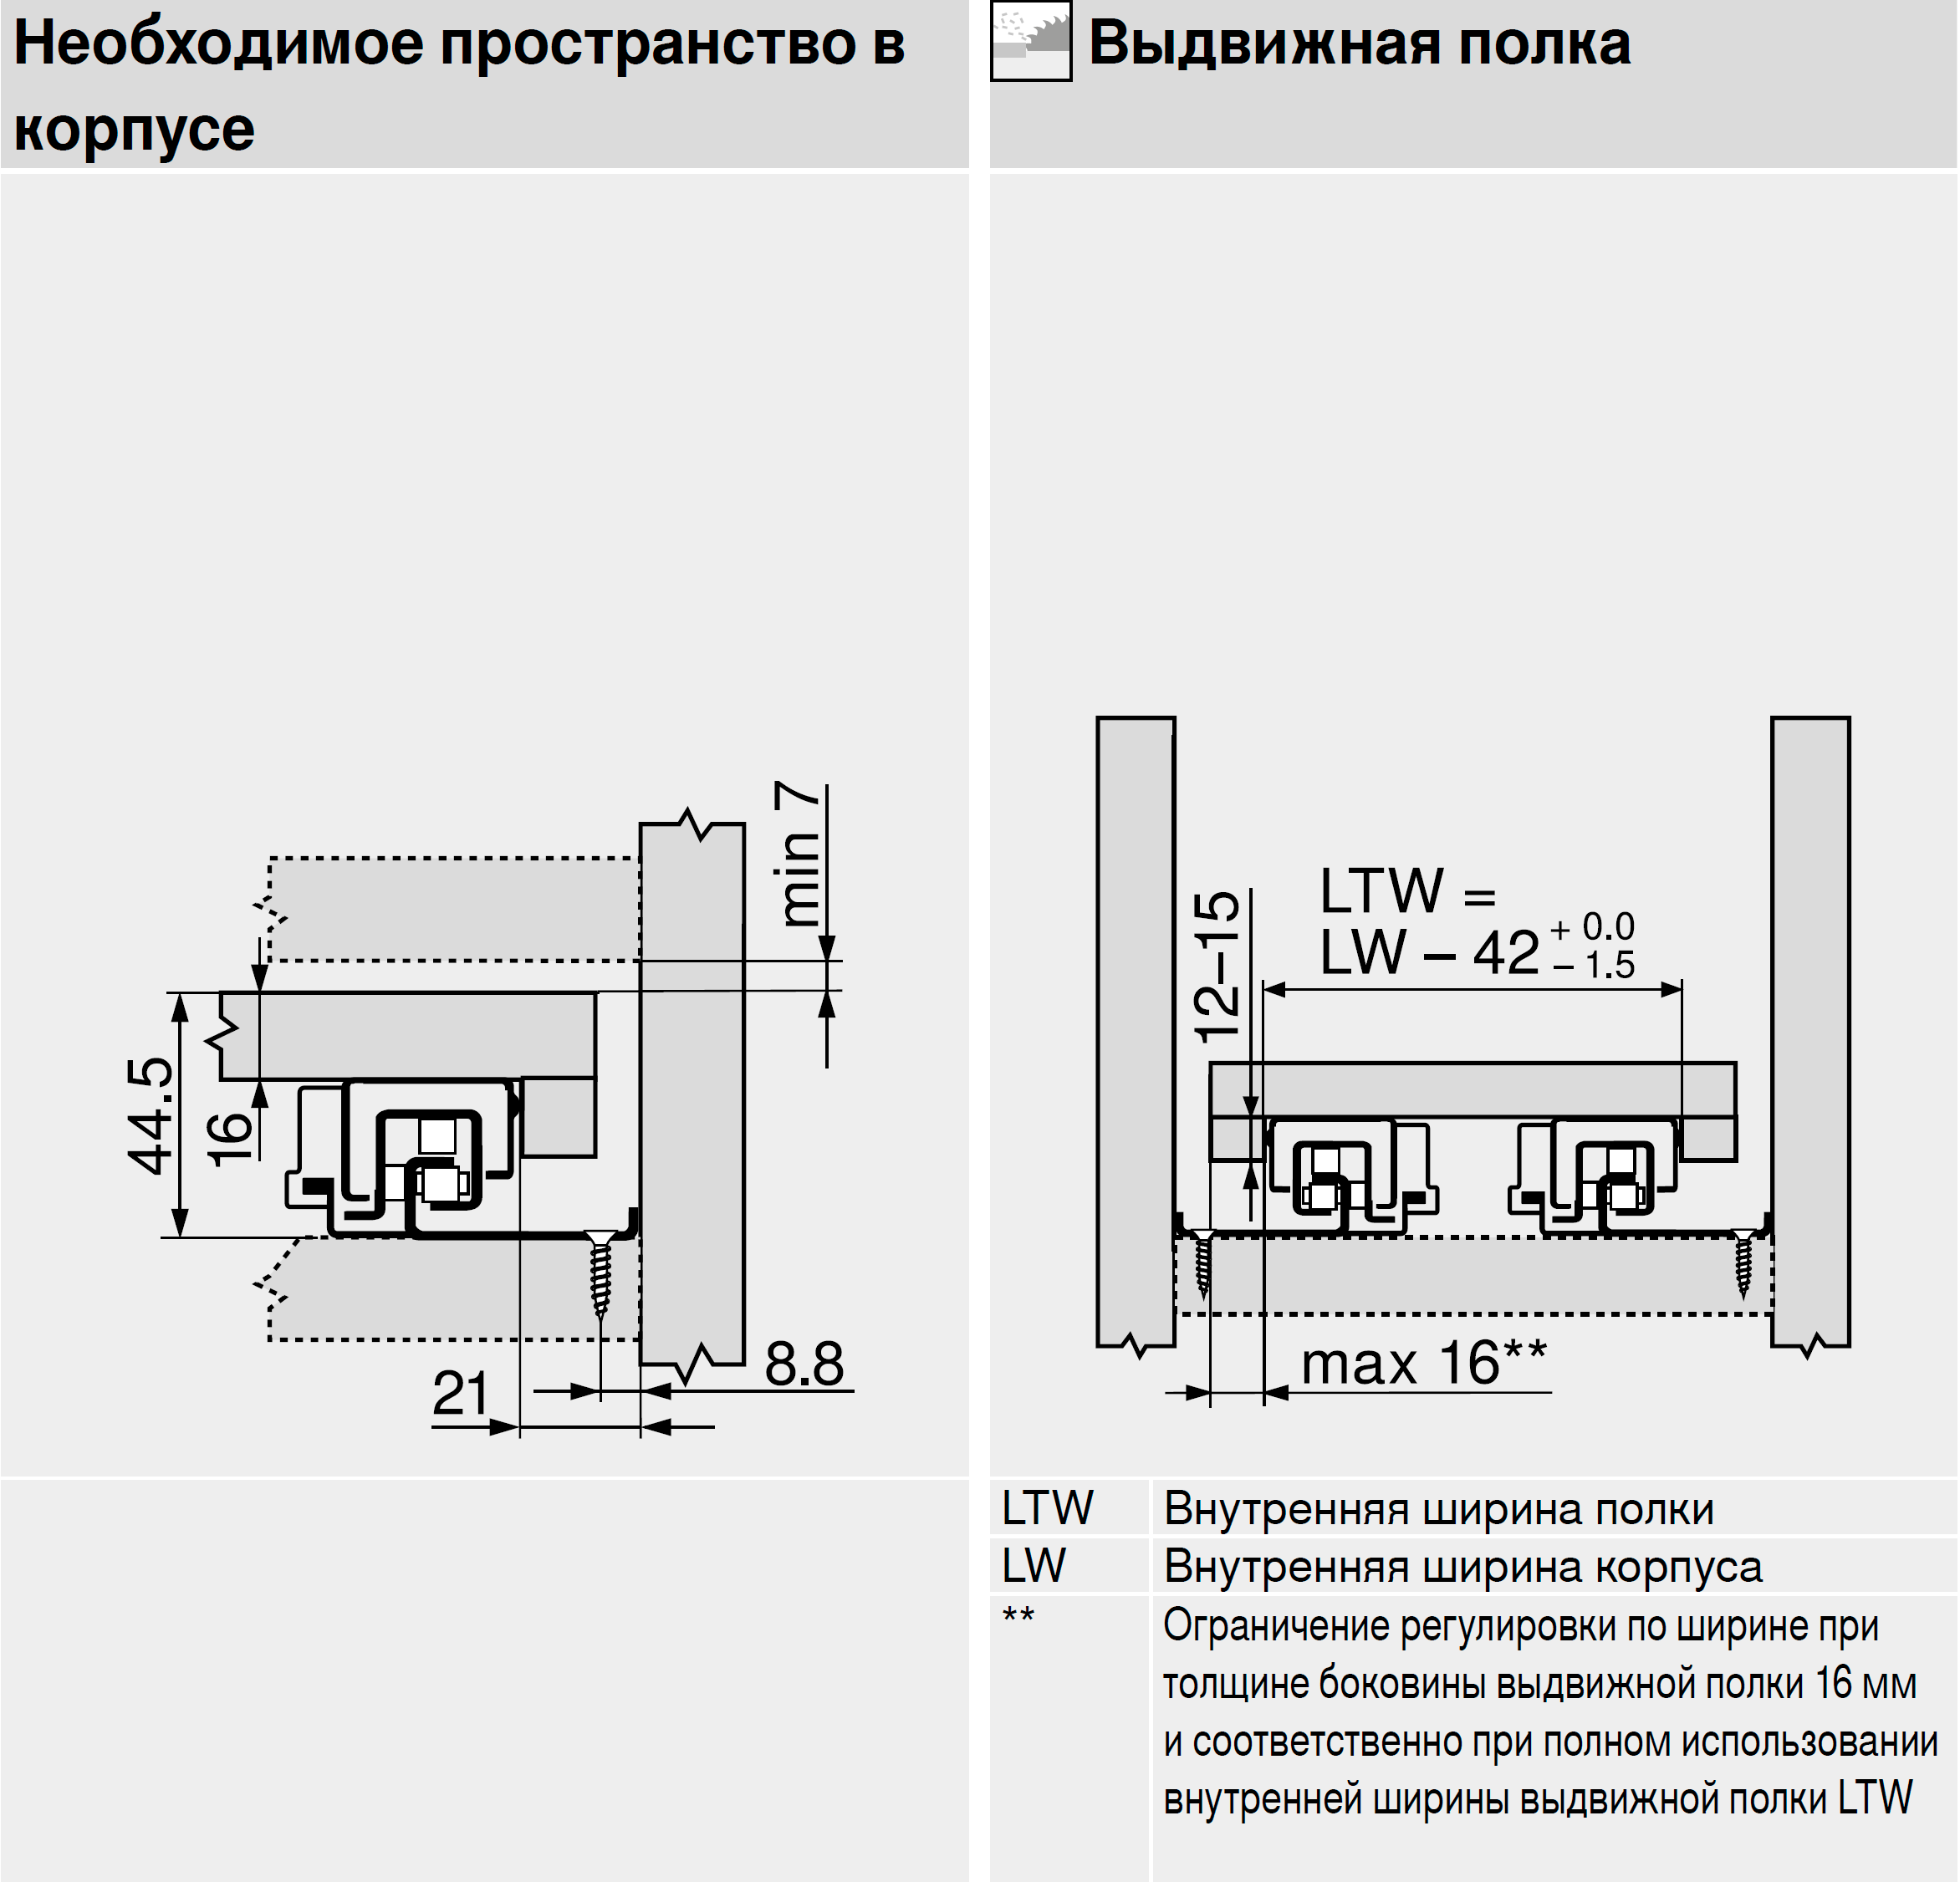 Необходимое пространство в
корпусе
min 7
44.5
16
8.8
21
Выдвижная полка
12–15
LTW =
LW – 42 + 0.0
– 1.5
max 16**
LTW Внутренняя ширина полки
LW Внутренняя ширина корпуса
** Ограничение регулировки по ширине при
толщине боковины выдвижной полки 16 мм
и соответственно при полном использовании
внутренней ширины выдвижной полки LTW